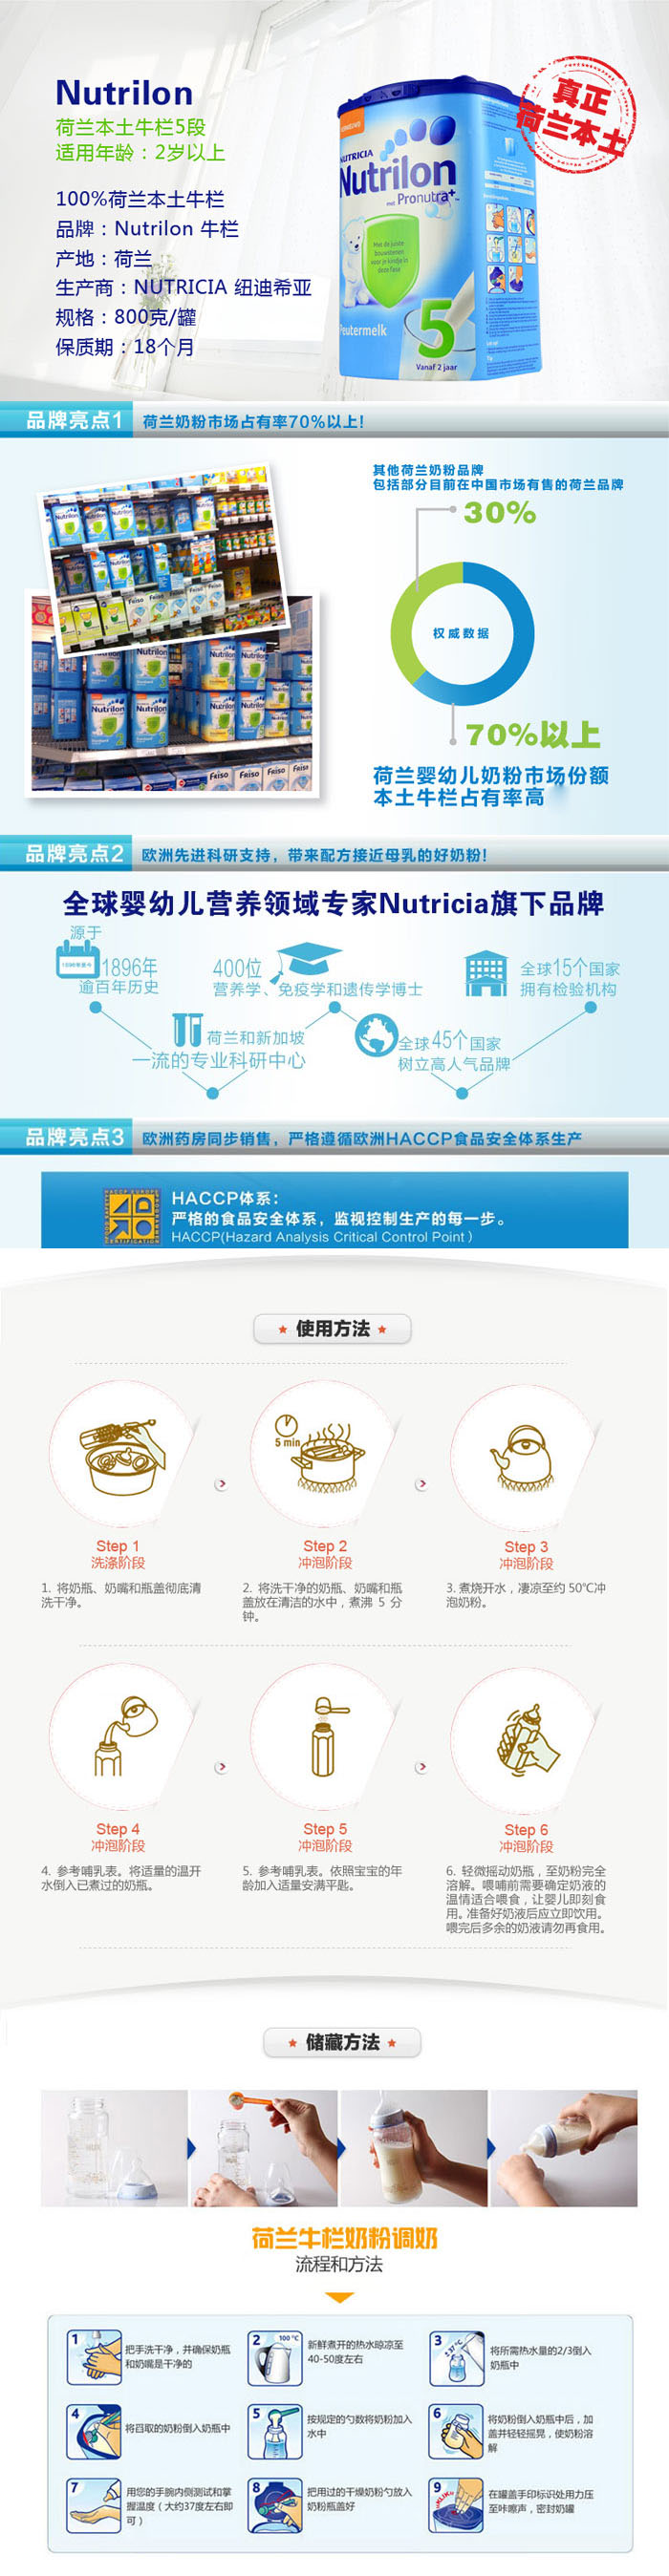 Nutrilon
荷兰本土牛栏5段
适用年龄：2岁以上
100%荷兰本土牛栏
品牌：Nutrilon 牛栏
产地：荷兰
生产商：NUTRICIA 纽迪希亚
规格：800克/罐
保质期：18个月
真正
荷兰本土
NUTRICIA
Nutrilon
Pronutra+
Met de juiste
bouwstenen
voor je kindje in
deze fase
Peutermelk
5
Vanaf 2 jaar
品牌亮点1
荷兰奶粉市场占有率70%以上!
其他荷兰奶粉品牌
包括部分目前在中国市场有售的荷兰品牌
30%
权威数据
70%以上
荷兰婴幼儿奶粉市场份额
本土牛栏占有率高
Nutrilon
Nutrilon
Friso
Friso
Friso
Friso
品牌亮点2
欧洲先进科研支持，带来配方接近母乳的好奶粉!
全球婴幼儿营养领域专家Nutricia旗下品牌
源于
1896年
逾百年历史
400位
营养学、免疫学和遗传学博士
全球15个国家
拥有检验机构
荷兰和新加坡
一流的专业科研中心
全球45个国家
树立高人气品牌
品牌亮点3
欧洲药房同步销售，严格遵循欧洲HACCP食品安全体系生产
HACCP EUROPE
CERTIFICATION
HACCP体系：
严格的食品安全体系，监视控制生产的每一步。
HACCP(Hazard Analysis Critical Control Point )
使用方法
5 min
Step 1
洗涤阶段
1. 将奶瓶、奶嘴和瓶盖彻底清
洗干净。
Step 2
冲泡阶段
2. 将洗干净的奶瓶、奶嘴和瓶
盖放在清洁的水中，煮沸 5 分
钟。
Step 3
冲泡阶段
3. 煮烧开水，凄凉至约 50℃冲
泡奶粉。
Step 4
冲泡阶段
4. 参考哺乳表。将适量的温开
水倒入已煮过的奶瓶。
Step 5
冲泡阶段
5. 参考哺乳表。依照宝宝的年
龄加入适量安满平匙。
Step 6
冲泡阶段
6. 轻微摇动奶瓶，至奶粉完全
溶解。喂哺前需要确定奶液的
温情适合喂食，让婴儿即刻食
用。准备好奶液后应立即饮用。
喂完后多余的奶液请勿再食用。
储藏方法
荷兰牛栏奶粉调奶
流程和方法
1
把手洗干净，并确保奶瓶
和奶嘴是干净的
2
100 °C
新鲜煮开的热水晾凉至
40-50度左右
3
将所需热水量的2/3倒入
奶瓶中
4
将舀取的奶粉倒入奶瓶中
5
按规定的勺数将奶粉加入
水中
6
将奶粉倒入奶瓶中后，加
盖并轻轻摇晃，使奶粉溶
解
7
用您的手腕内侧测试和掌
握温度（大约37度左右即
可）
8
把用过的干燥奶粉勺放入
奶粉瓶盖好
9
KLIK!
在罐盖手印标识处用力压
至咔嚓声，密封奶罐